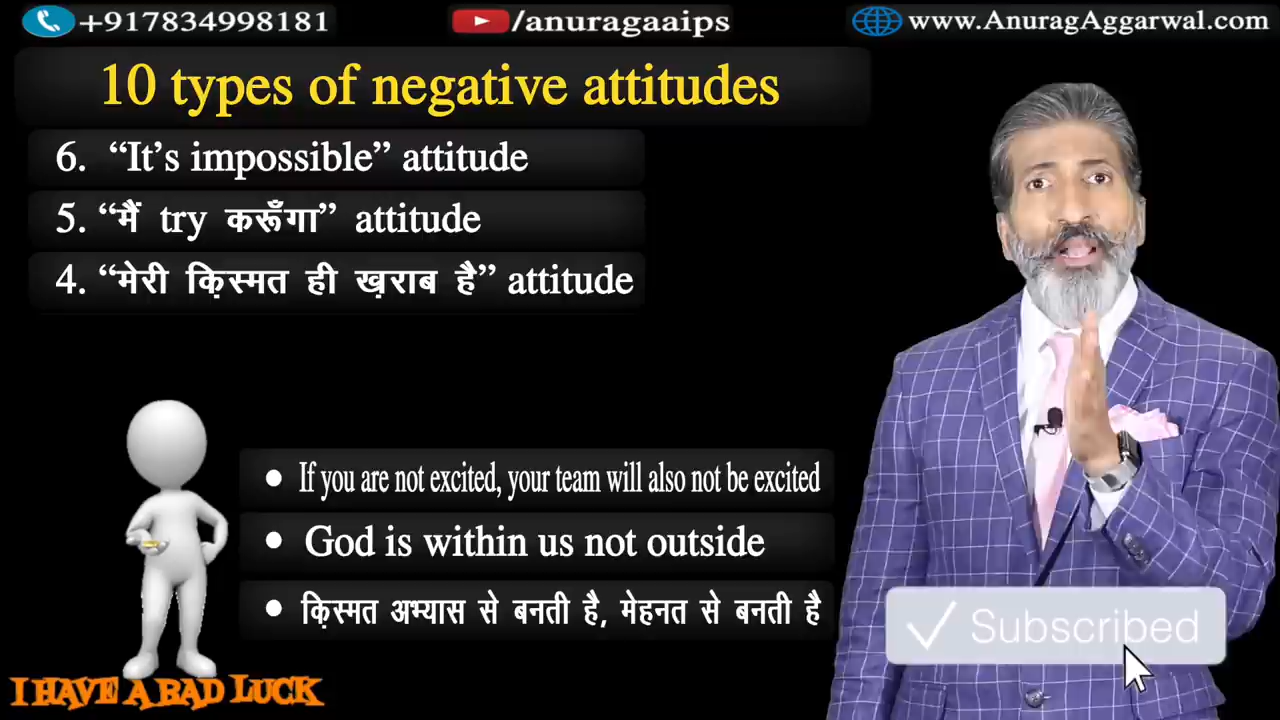 +917834998181
/anuragaaips
www.AnuragAggarwal.com
10 types of negative attitudes
6. “It’s impossible” attitude
5. “मैं try करूँगा” attitude
4. “मेरी क़िस्मत ही ख़राब है” attitude
• If you are not excited, your team will also not be excited
• God is within us not outside
• क़िस्मत अभ्यास से बनती है, मेहनत से बनती है
Subscribed
I HAVE A BAD LUCK